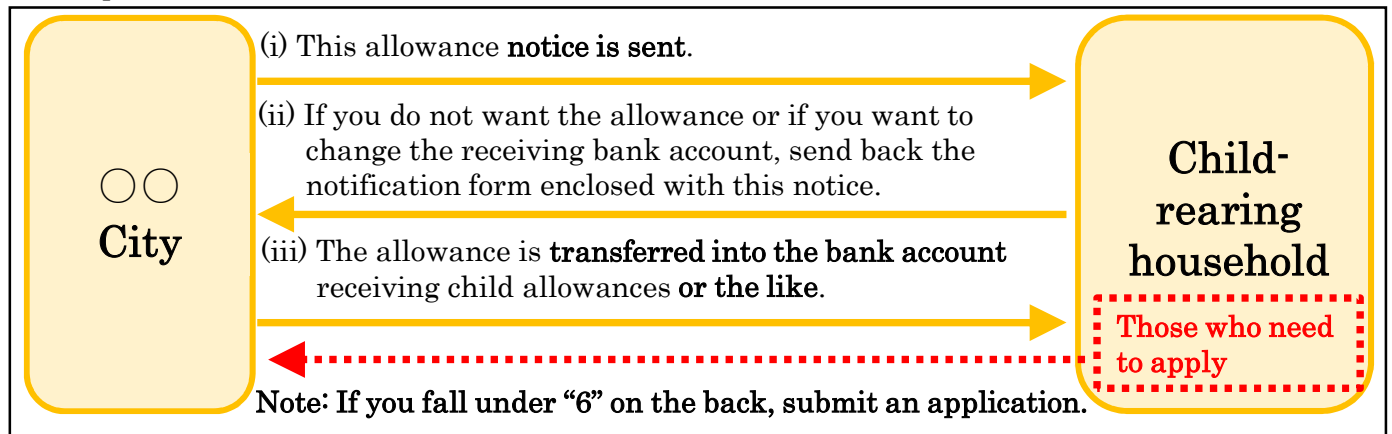 (i) This allowance notice is sent.
(ii) If you do not want the allowance or if you want to
change the receiving bank account, send back the
notification form enclosed with this notice.
(iii) The allowance is transferred into the bank account
receiving child allowances or the like.
〇〇
City
Child-
rearing
household
Those who need
to apply
Note: If you fall under “6” on the back, submit an application.